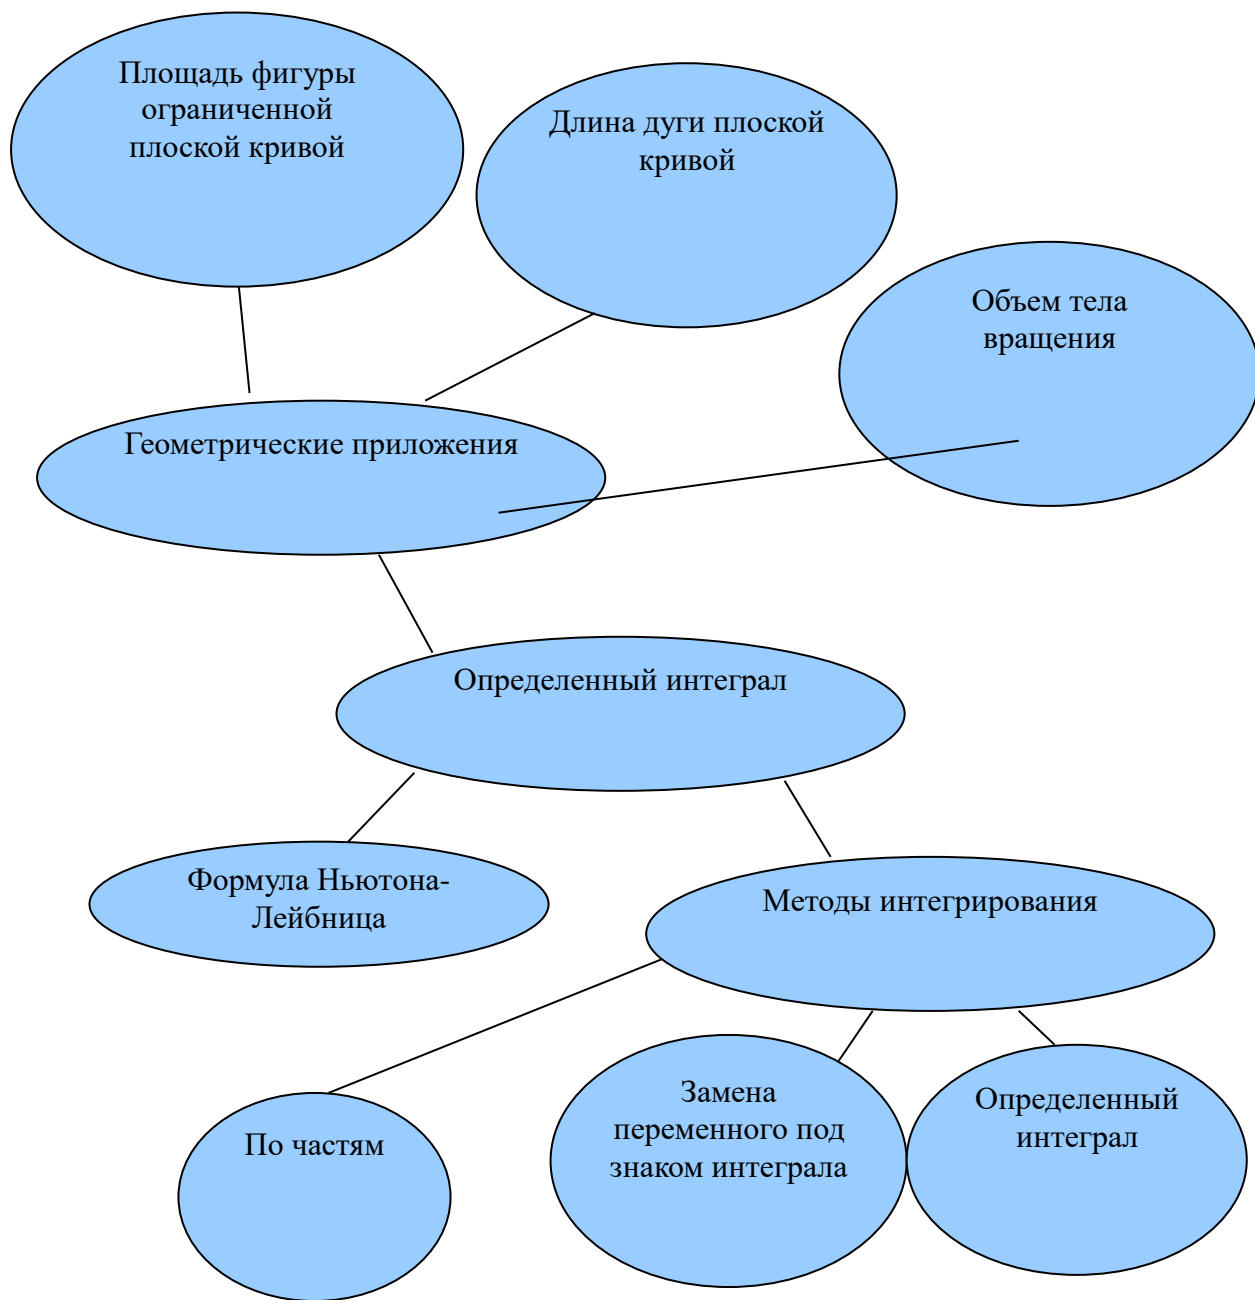 Площадь фигуры
ограниченной
плоской кривой
Длина дуги плоской
кривой
Объем тела
вращения
Геометрические приложения
Определенный интеграл
Формула Ньютона-
Лейбница
Методы интегрирования
По частям
Замена
переменного под
знаком интеграла
Определенный
интеграл